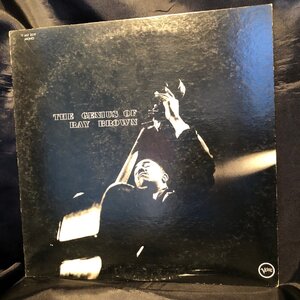 THE GENIUS OF
RAY BROWN
Verve